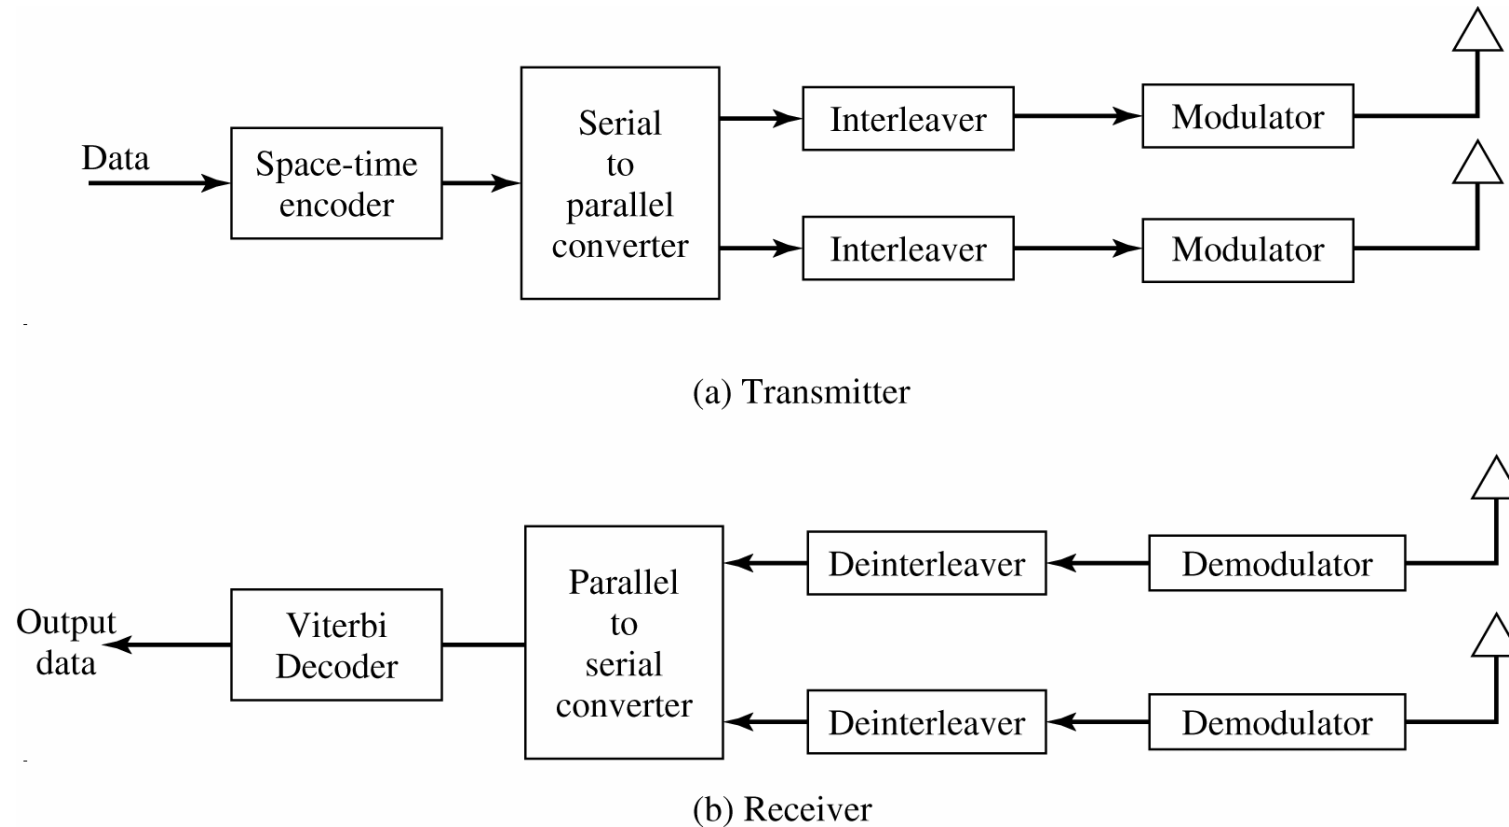 Data
Space-time
encoder
Serial
to
parallel
converter
Interleaver
Modulator
Interleaver
Modulator
(a) Transmitter
Output
data
Viterbi
Decoder
Parallel
to
serial
converter
Deinterleaver
Demodulator
Deinterleaver
Demodulator
(b) Receiver